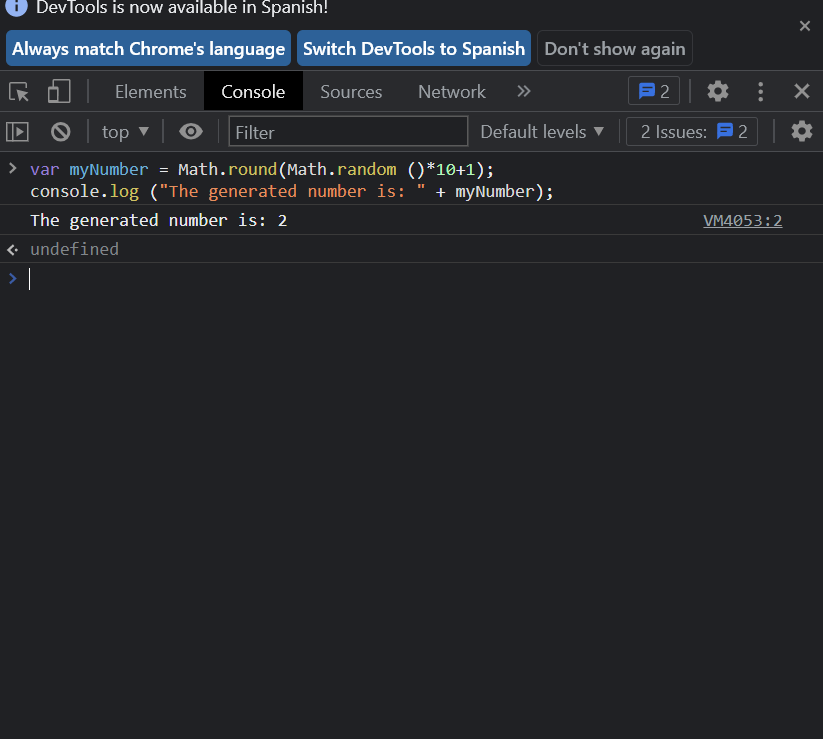 DevTools is now available in Spanish!
Always match Chrome's language Switch DevTools to Spanish Don't show again
Elements Console Sources Network 2
top Filter Default levels 2 Issues: 2
var myNumber = Math.round(Math.random ()*10+1);
console.log ("The generated number is: " + myNumber);
The generated number is: 2 VM4053:2
undefined